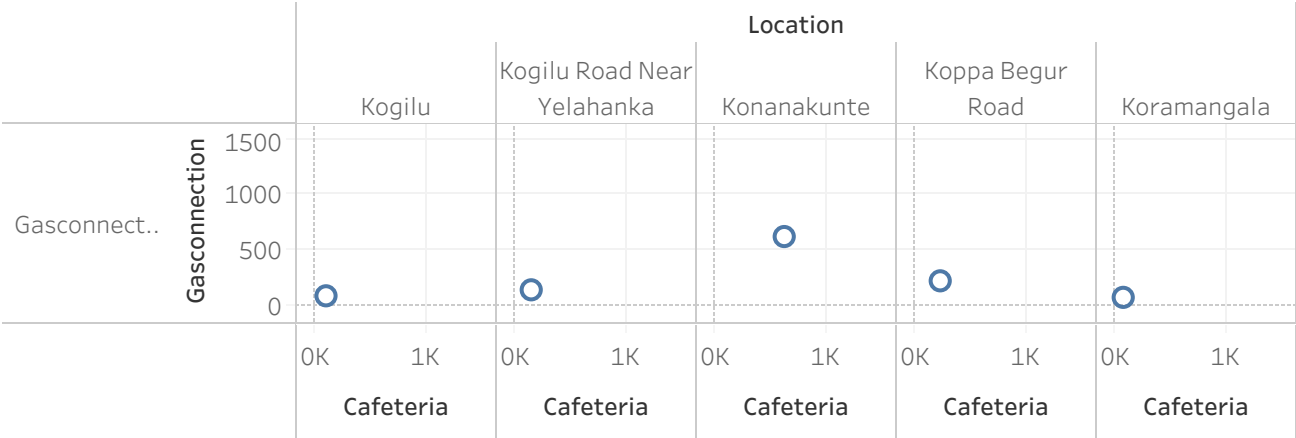 Location
Kogilu
Kogilu Road Near
Yelahanka
Konanakunte
Koppa Begur
Road
Koramangala
Gasconnect..
Gasconnection
1500
1000
500
0
0K 1K 0K 1K 0K 1K 0K 1K 0K 1K
Cafeteria Cafeteria Cafeteria Cafeteria Cafeteria